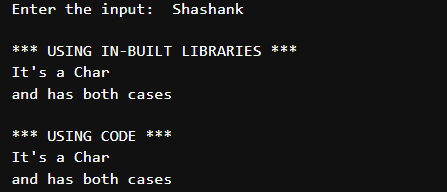 Enter the input:  Shashank
*** USING IN-BUILT LIBRARIES ***
It's a Char
and has both cases
*** USING CODE ***
It's a Char
and has both cases